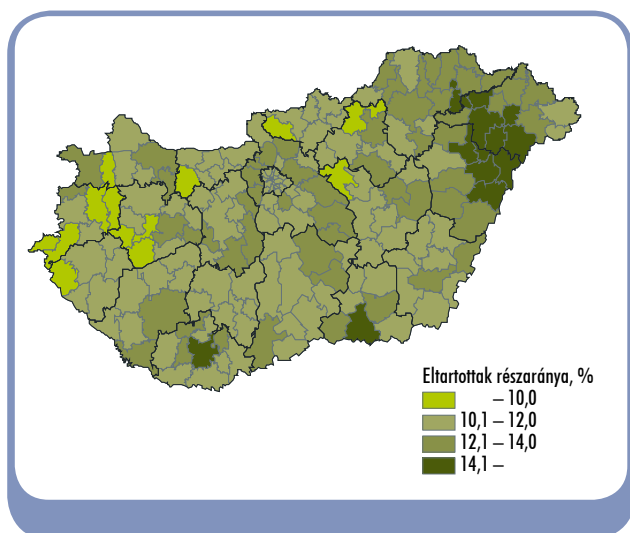 Eltartottak részaránya, %
– 10,0
10,1 – 12,0
12,1 – 14,0
14,1 –